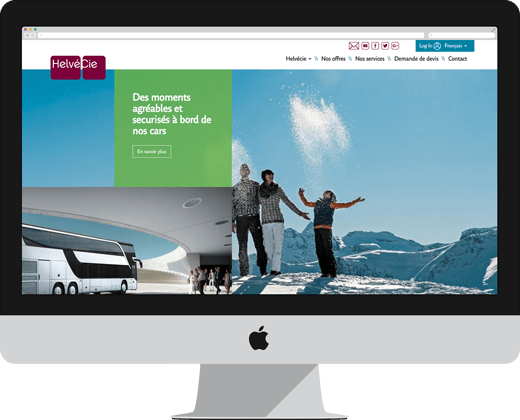 Log In Français
HelvéCie
Helvécie Nos offres Nos services Demande de devis Contact
Des moments
agréables et
securisés à bord de
nos cars
En savoir plus